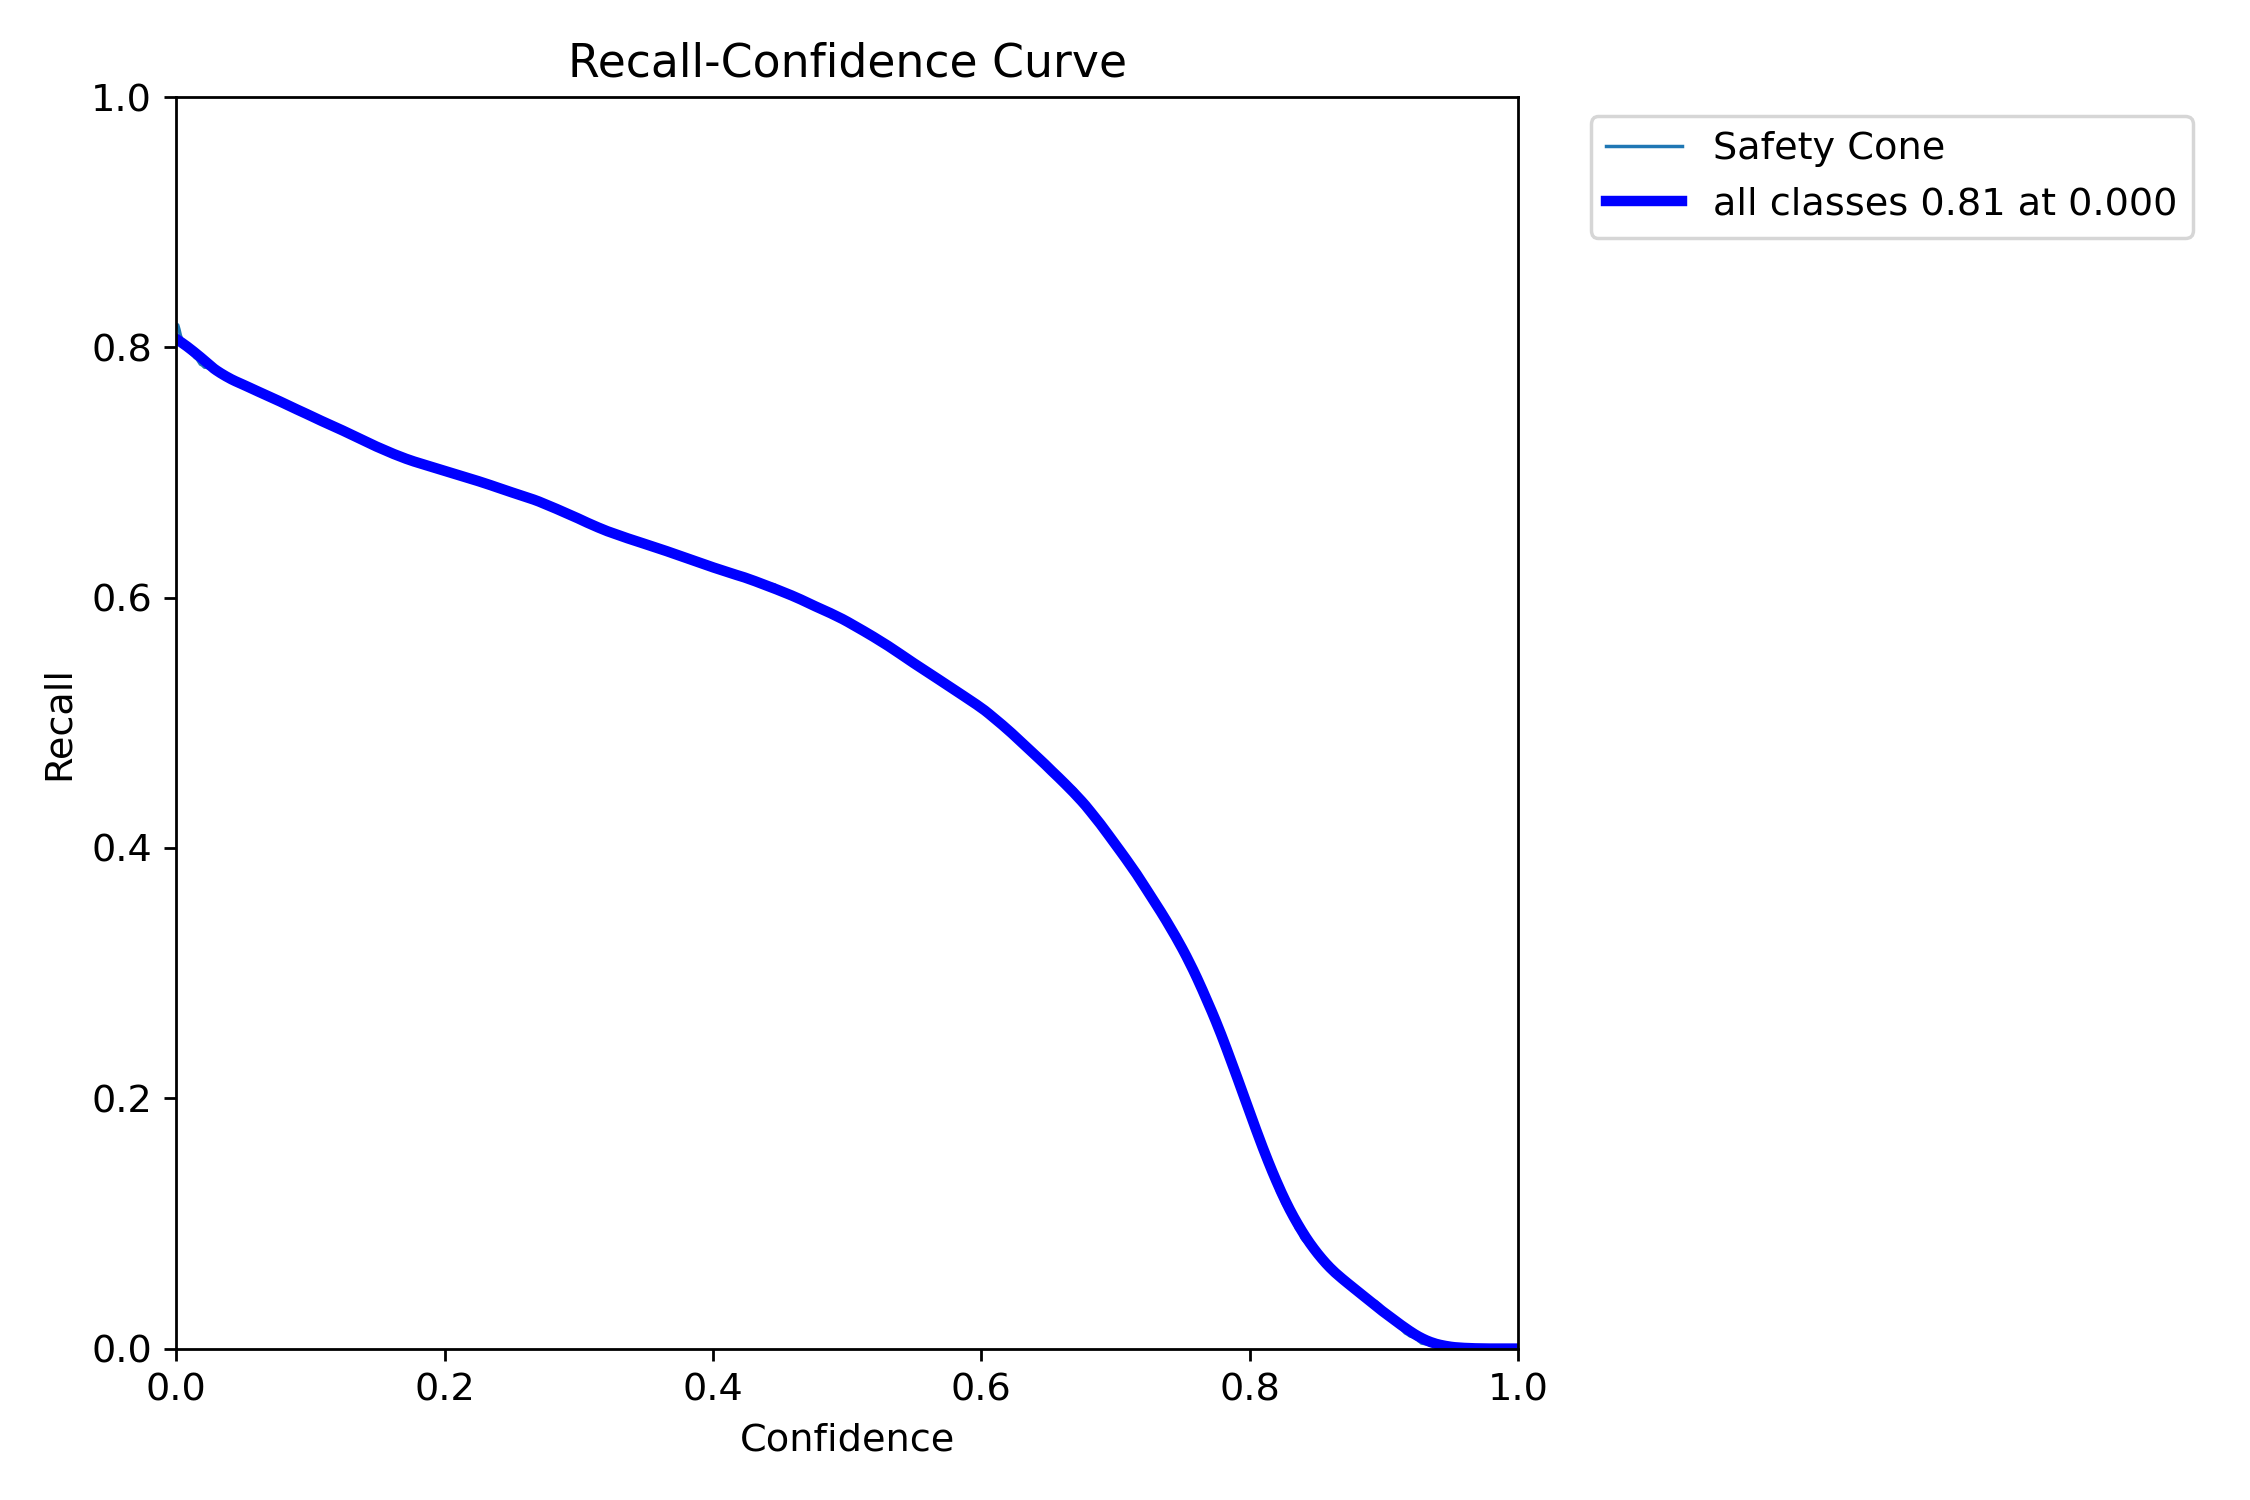 Recall-Confidence Curve
1.0
0.8
0.6
0.4
0.2
0.0
Recall
0.0 0.2 0.4 0.6 0.8 1.0
Confidence
Safety Cone
all classes 0.81 at 0.000